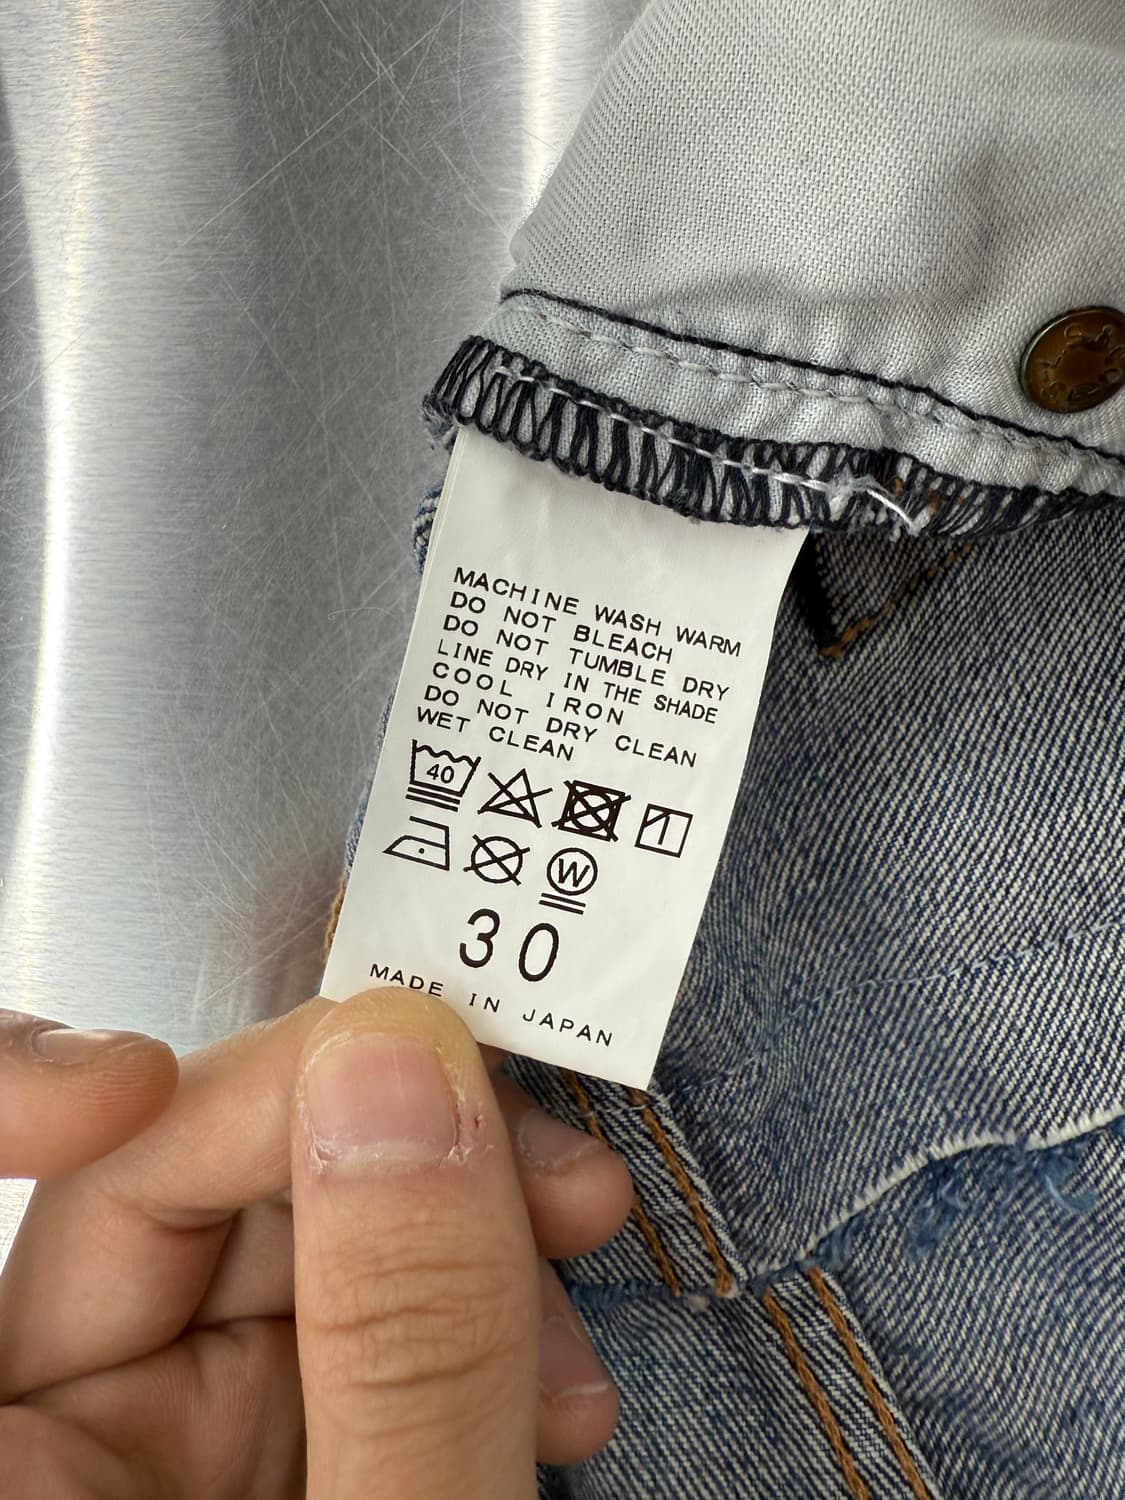 MACHINE WASH WARM
DO NOT BLEACH
DO NOT TUMBLE DRY
LINE DRY IN THE SHADE
COOL IRON
DO NOT DRY CLEAN
WET CLEAN
40
W
30
MADE IN JAPAN